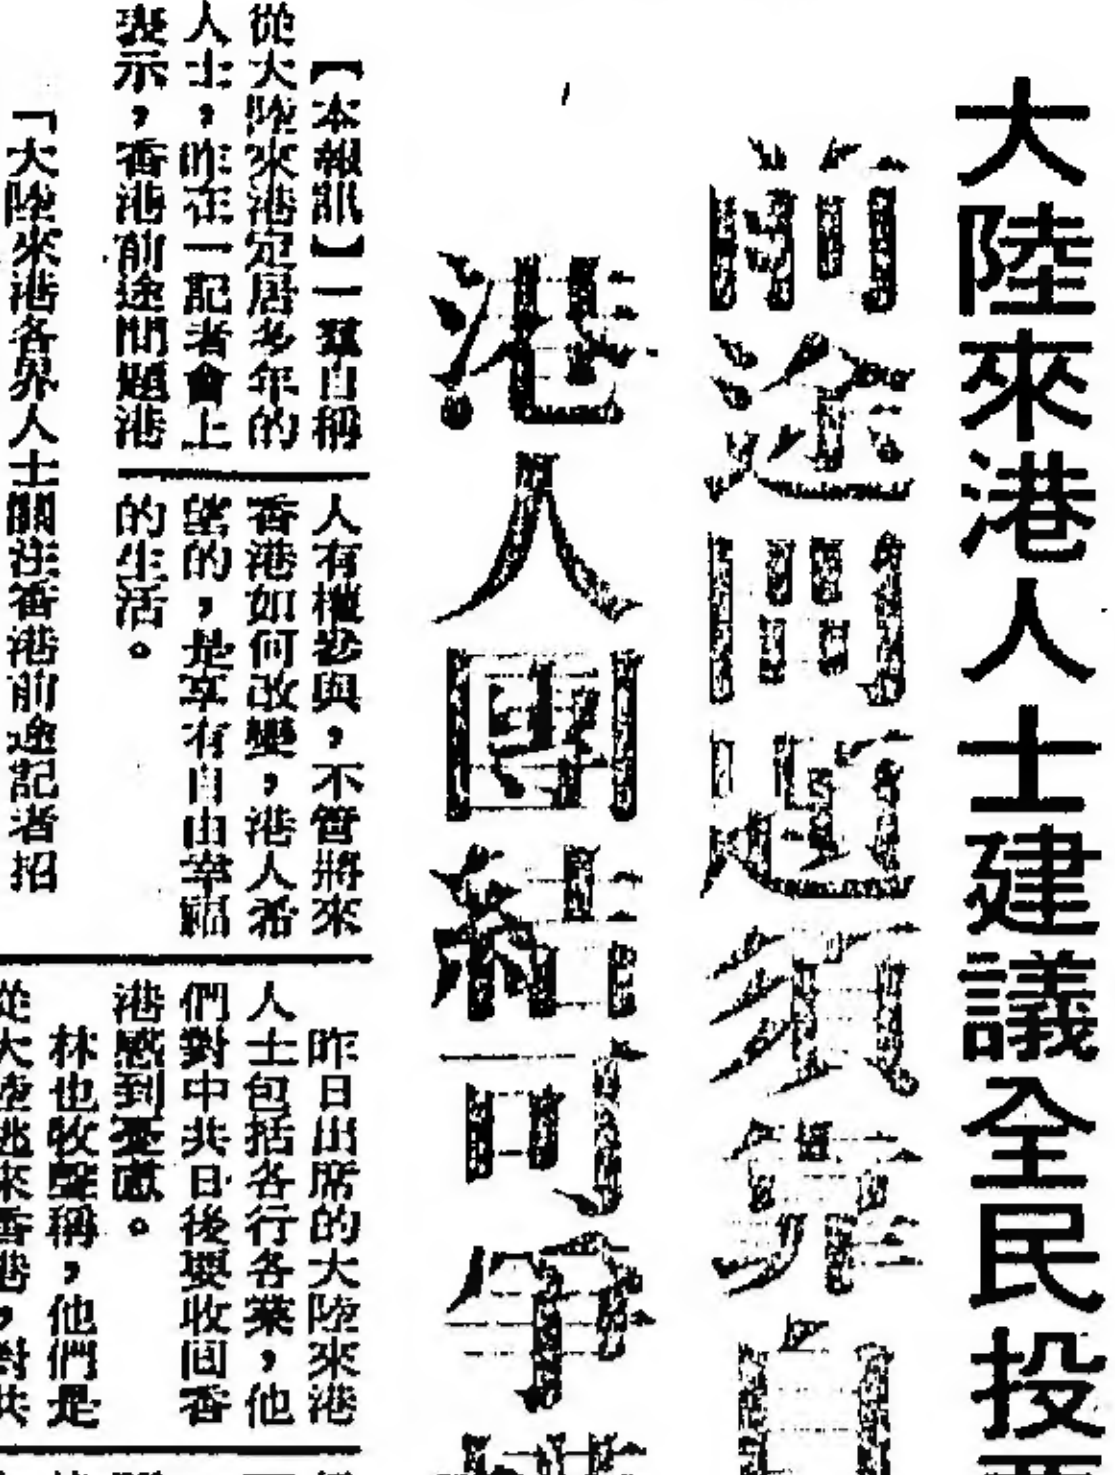 大陸來港人士建議全民投
前途問題須靠自
港人團結可爭
【本報訊】一羣自稱
從大陸來港定居多年的
人士，昨在一記者會上
表示，香港前途問題港
人有權參與，不管將來
香港如何改變，港人希
望的，是享有自由幸福
的生活。
「大陸來港各界人士關注香港前途記者招
昨日出席的大陸來港
人士包括各行各業，他
們對中共日後要收回香
港感到憂慮。
林也牧聲稱，他們是
從大陸逃來香港，對共